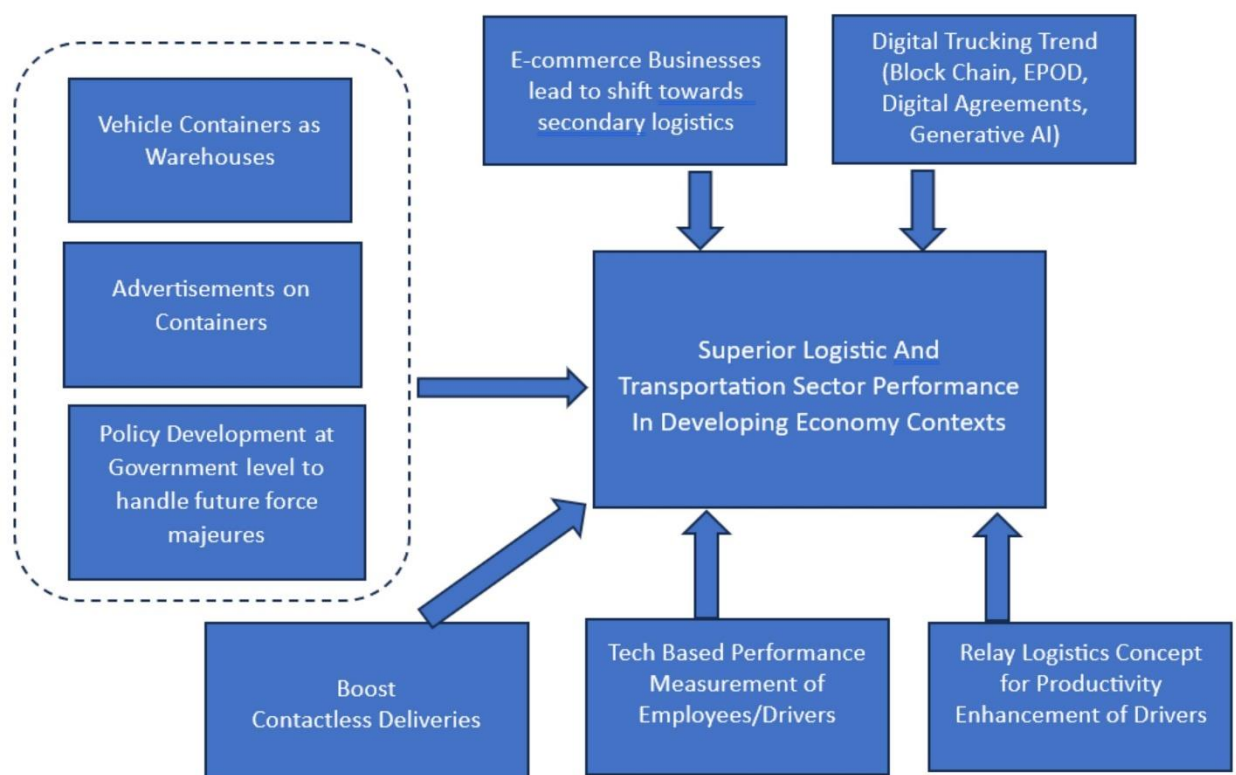 E-commerce Businesses
lead to shift towards
secondary logistics
Digital Trucking Trend
(Block Chain, EPOD,
Digital Agreements,
Generative AI)
Vehicle Containers as
Warehouses
Advertisements on
Containers
Policy Development at
Government level to
handle future force
majeures
Superior Logistic And
Transportation Sector Performance
In Developing Economy Contexts
Boost
Contactless Deliveries
Tech Based Performance
Measurement of
Employees/Drivers
Relay Logistics Concept
for Productivity
Enhancement of Drivers